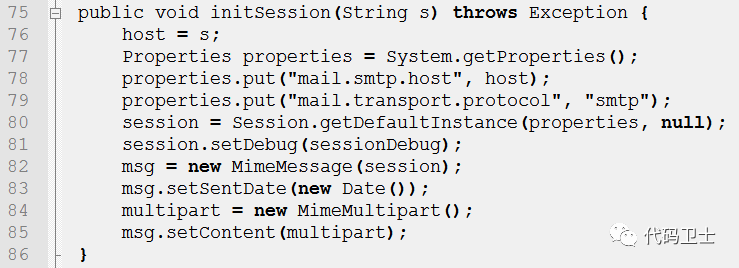 75 public void initSession(String s) throws Exception {
76 host = s;
77 Properties properties = System.getProperties();
78 properties.put("mail.smtp.host", host);
79 properties.put("mail.transport.protocol", "smtp");
80 session = Session.getDefaultInstance(properties, null);
81 session.setDebug(sessionDebug);
82 msg = new MimeMessage(session);
83 msg.setSentDate(new Date());
84 multipart = new MimeMultipart();
85 msg.setContent(multipart);
86 }
代码卫士